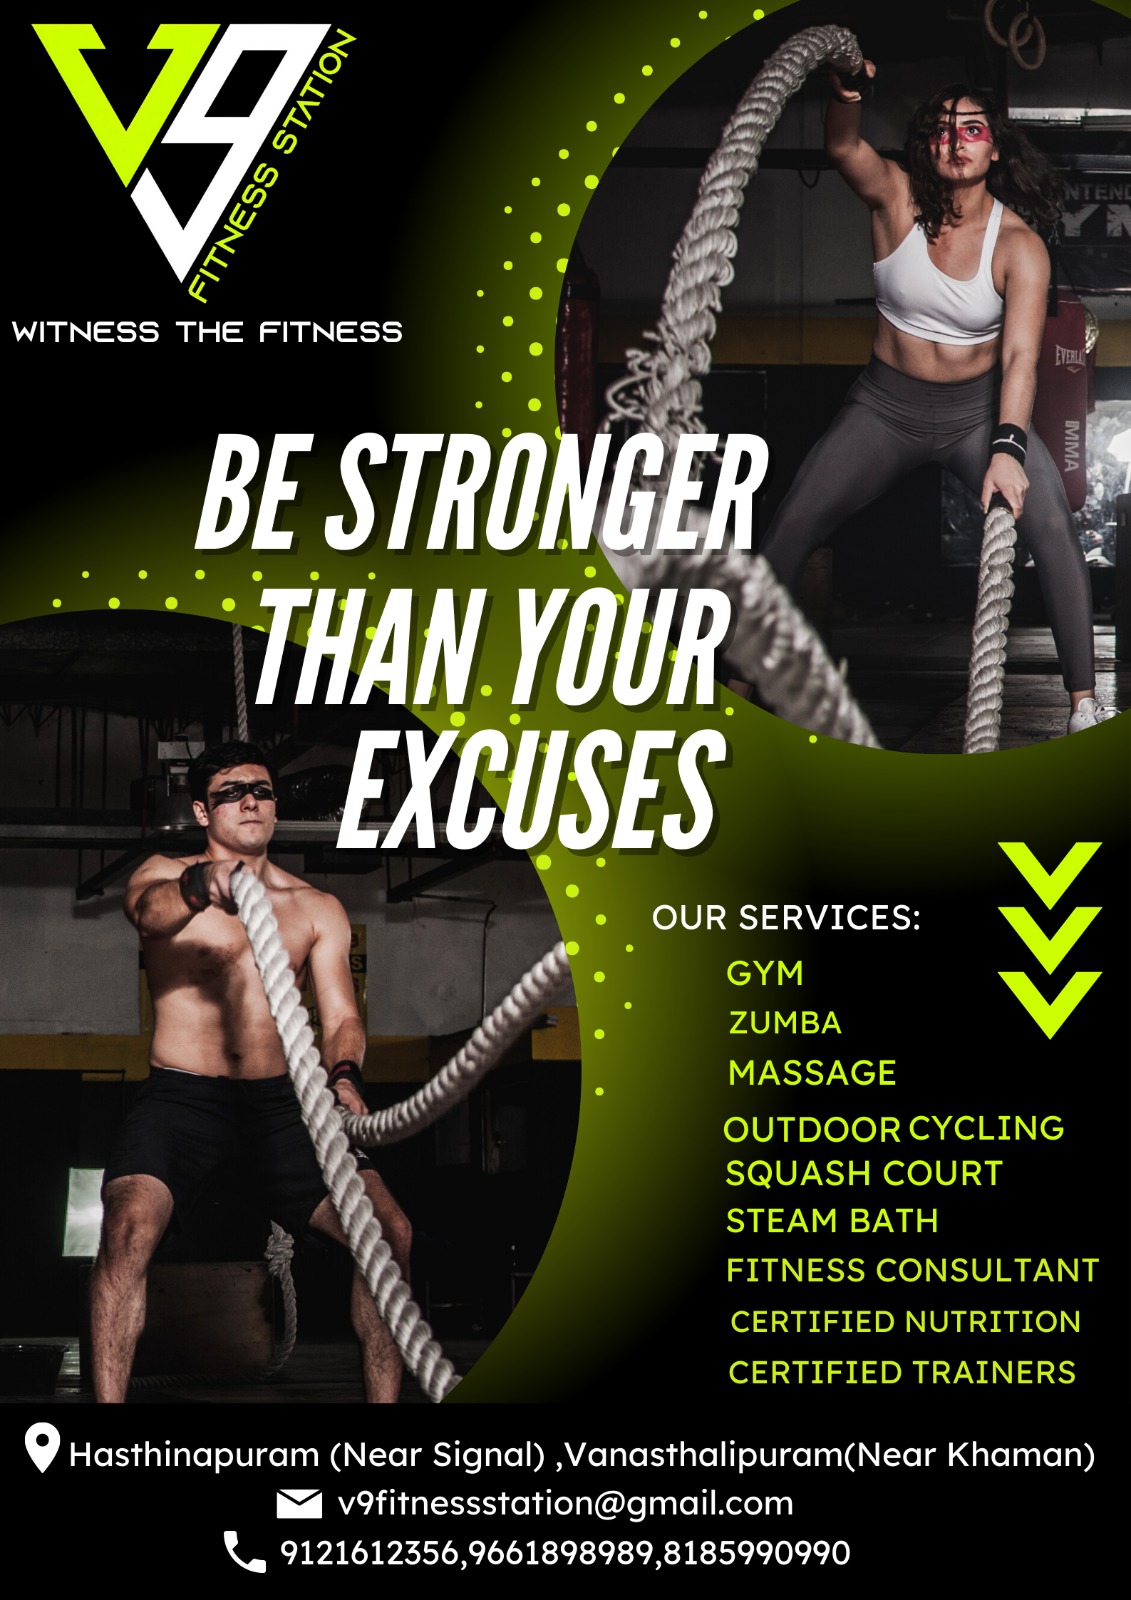 V9
FITNESS STATION
WITNESS THE FITNESS
BE STRONGER
THAN YOUR
EXCUSES
EVERLAST
MMA
OUR SERVICES:
GYM
ZUMBA
MASSAGE
OUTDOOR CYCLING
SQUASH COURT
STEAM BATH
FITNESS CONSULTANT
CERTIFIED NUTRITION
CERTIFIED TRAINERS
Hasthinapuram (Near Signal) ,Vanasthalipuram(Near Khaman)
v9fitnessstation@gmail.com
9121612356,9661898989,8185990990